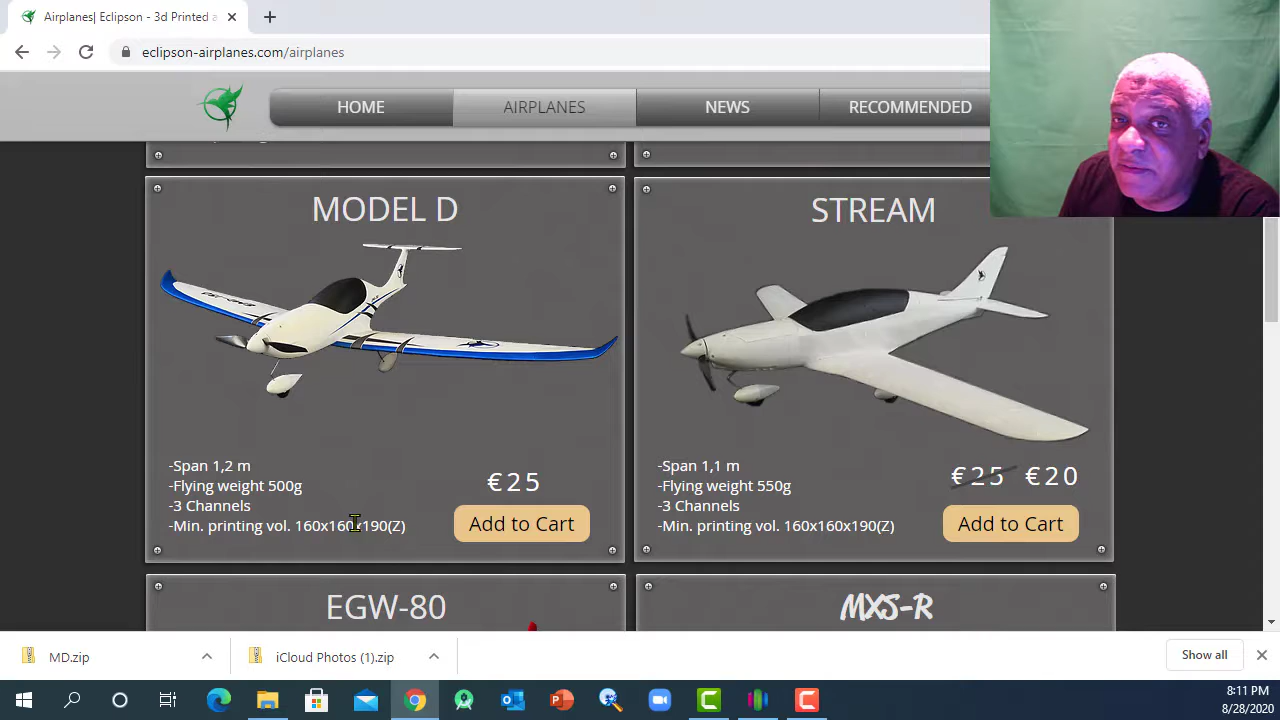 Airplanes| Eclipson - 3d Printed a
eclipson-airplanes.com/airplanes
HOME
AIRPLANES
NEWS
RECOMMENDED
MODEL D
-Span 1,2 m
-Flying weight 500g
-3 Channels
-Min. printing vol. 160x160x190(Z)
€25
Add to Cart
STREAM
-Span 1,1 m
-Flying weight 550g
-3 Channels
-Min. printing vol. 160x160x190(Z)
€25 €20
Add to Cart
EGW-80
MXS-R
MD.zip
iCloud Photos (1).zip
Show all
8:11 PM
8/28/2020